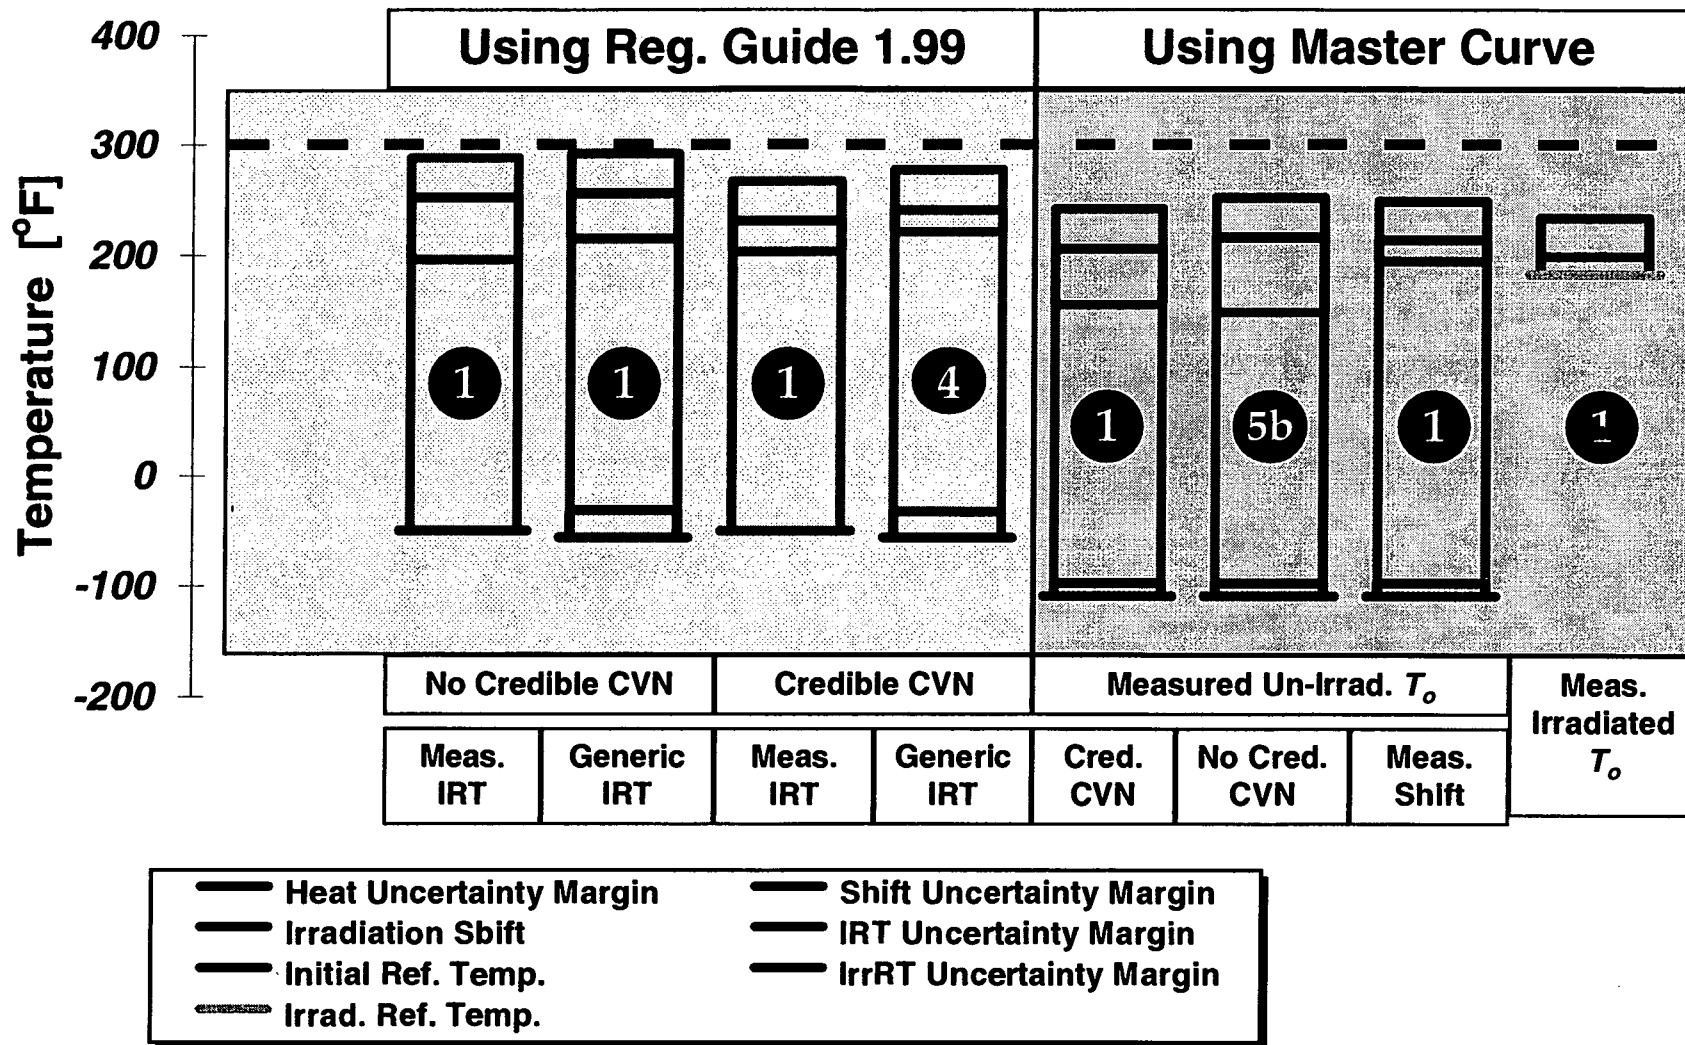 Using Reg. Guide 1.99
Using Master Curve
Temperature [°F]
400
300
200
100
0
-100
-200
1
1
1
4
1
5b
1
1
No Credible CVN
Credible CVN
Measured Un-Irrad. To
Meas.
Irradiated
To
Meas.
IRT
Generic
IRT
Meas.
IRT
Generic
IRT
Cred.
CVN
No Cred.
CVN
Meas.
Shift
Heat Uncertainty Margin
Irradiation Sbift
Initial Ref. Temp.
Irrad. Ref. Temp.
Shift Uncertainty Margin
IRT Uncertainty Margin
IrrRT Uncertainty Margin